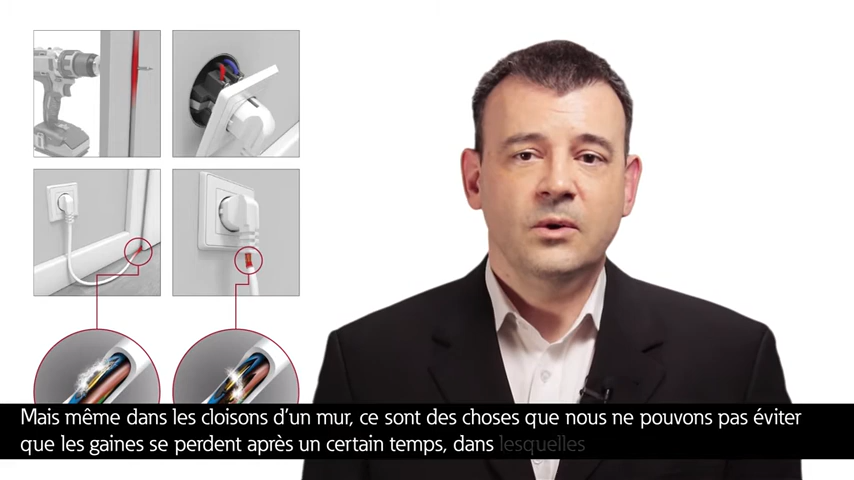 Mais même dans les cloisons d'un mur, ce sont des choses que nous ne pouvons pas éviter
que les gaines se perdent après un certain temps, dans lesquelles